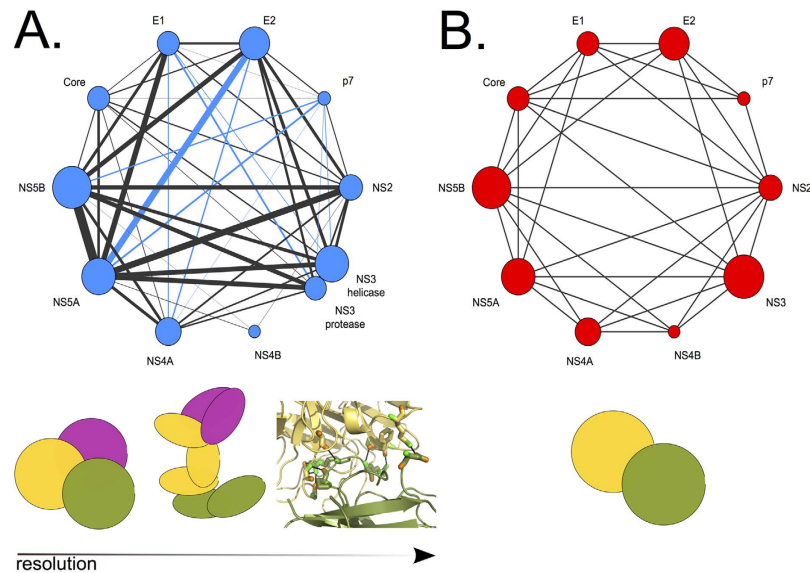 A.
E1
E2
p7
Core
NS5B
NS2
NS5A
NS3
helicase
NS3
protease
NS4A
NS4B
resolution
B.
E1
E2
p7
Core
NS5B
NS2
NS5A
NS3
NS4A
NS4B